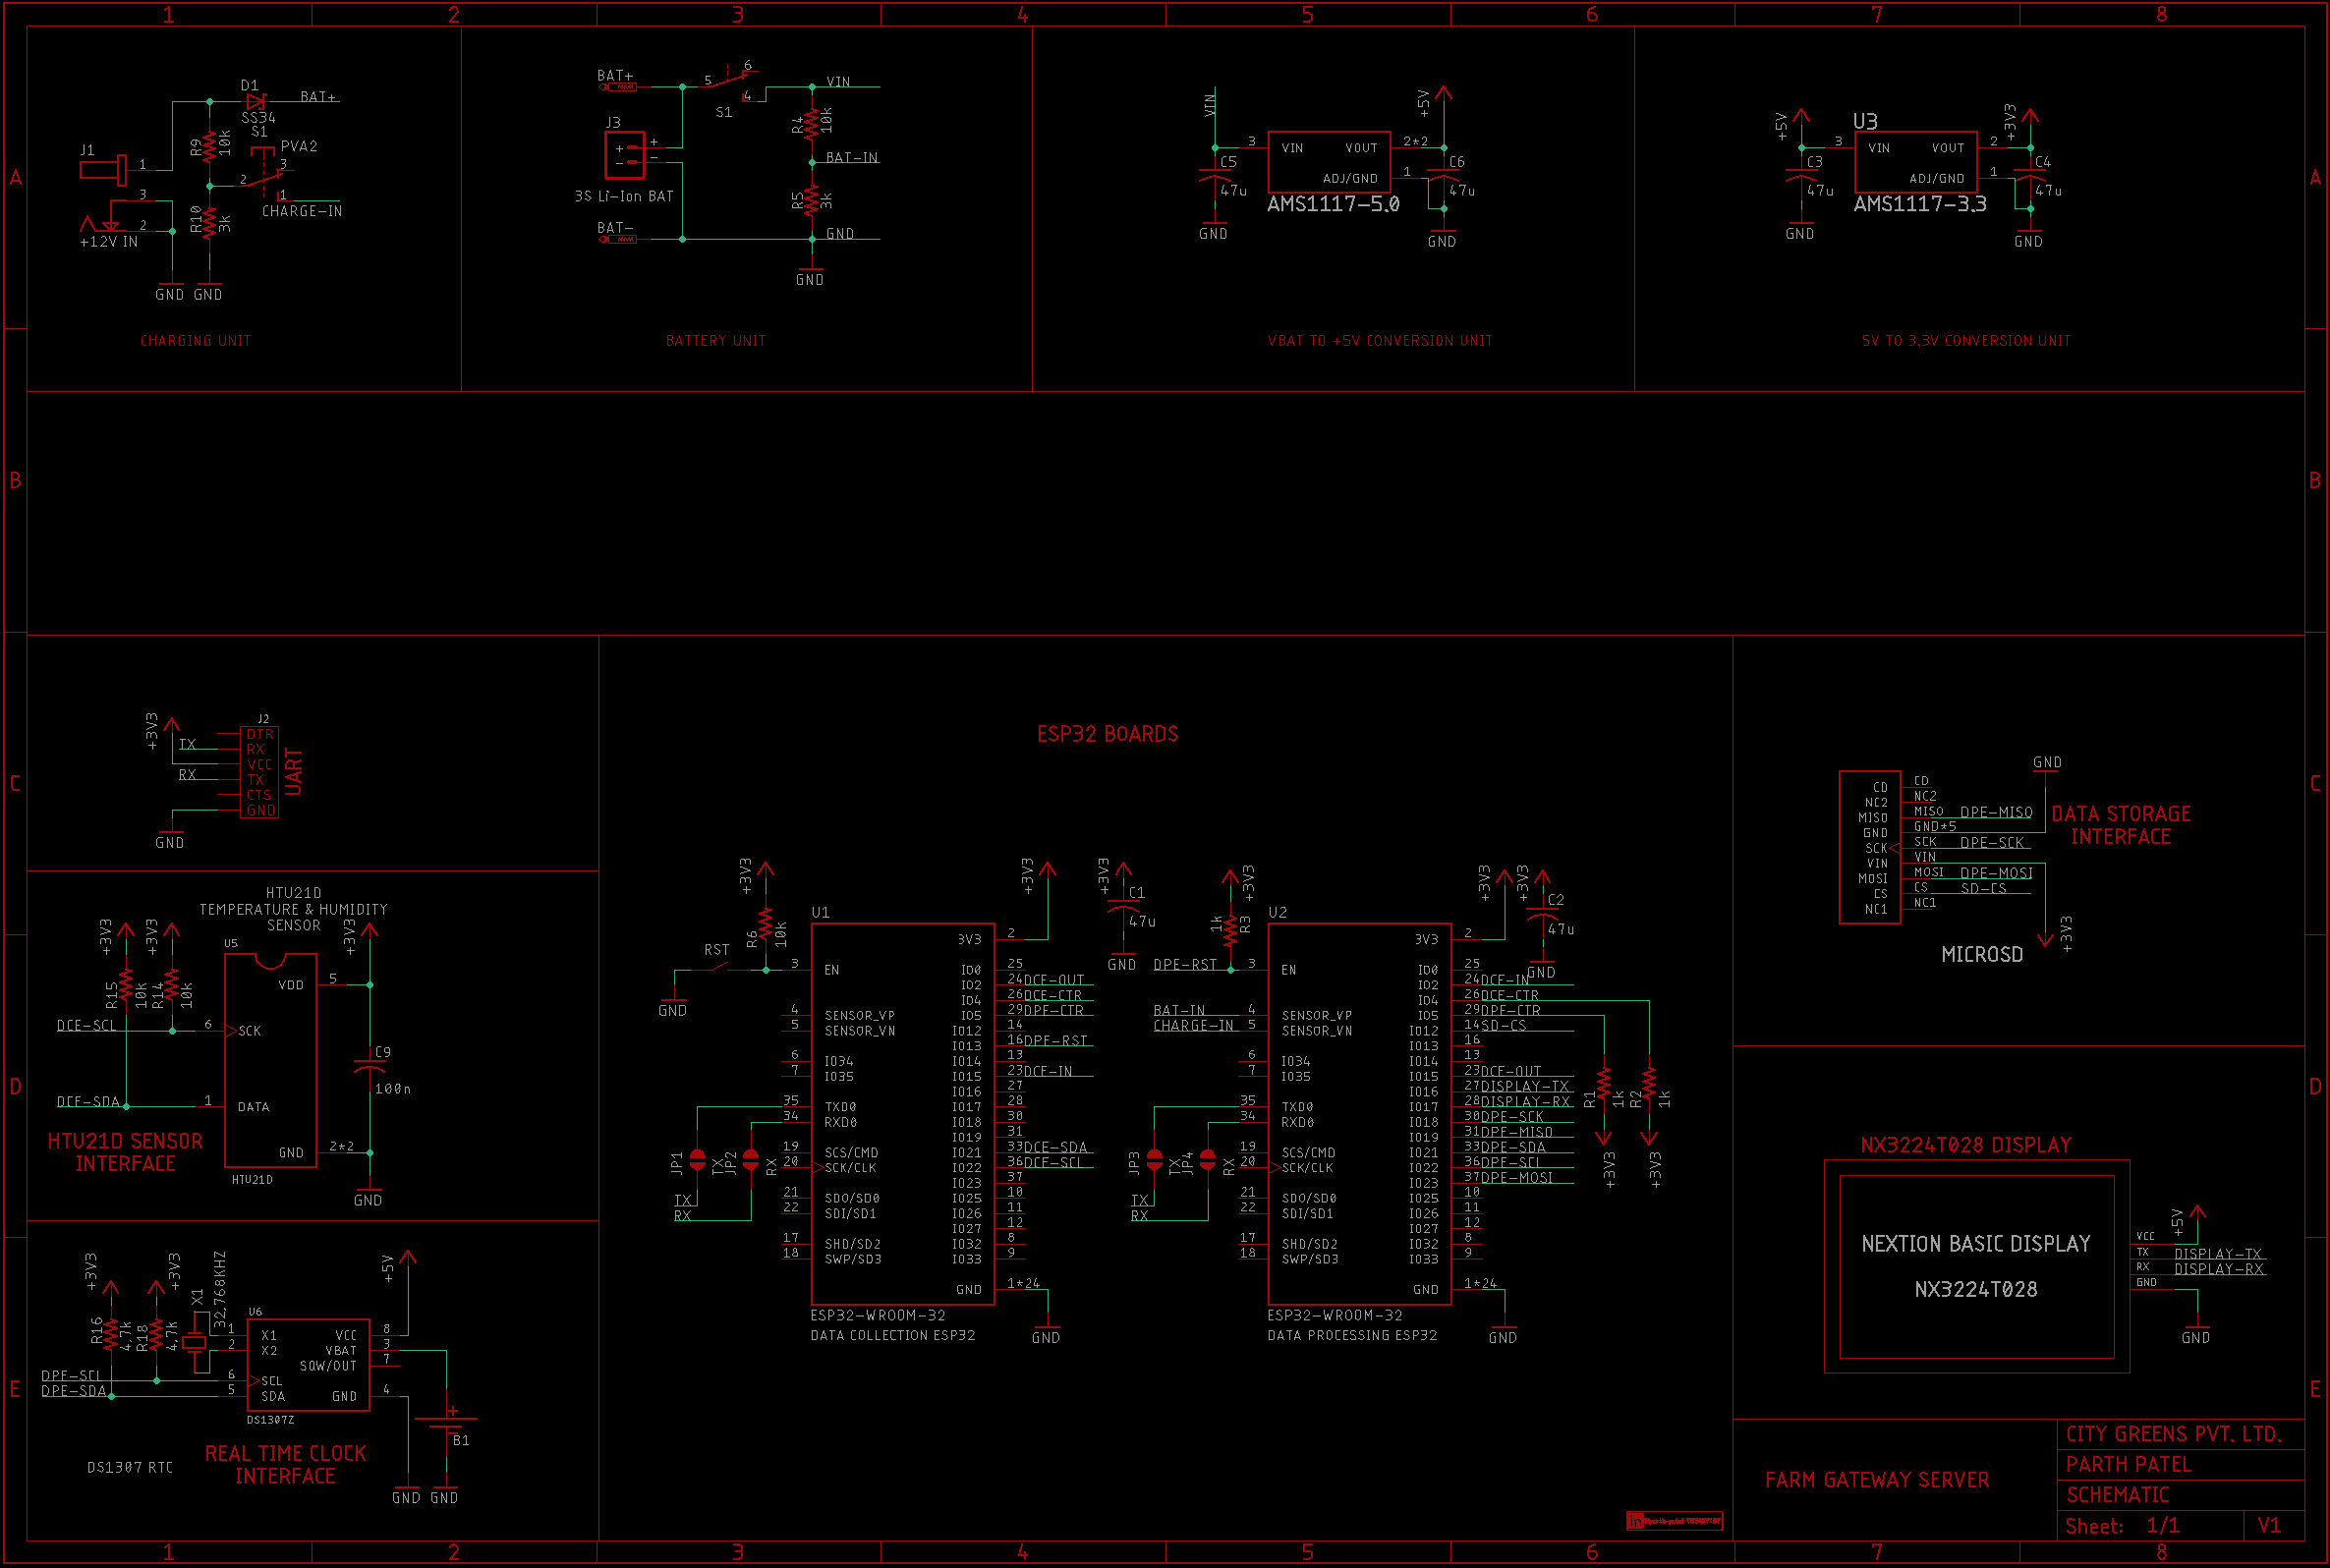 1 2 3 4 5 6 7 8
A
B
C
D
E
D1
SS34
BAT+
S1
PVA2
J1
1
3
2
+12V IN
R9
10k
R10
3k
2
3
1
CHARGE-IN
GND
GND
CHARGING UNIT
BAT+
5
6
4
S1
VIN
J3
+
-
+
-
3S Li-Ion BAT
BAT-
R4
10k
BAT-IN
R5
3k
GND
GND
BATTERY UNIT
VIN
3
VIN
VOUT
ADJ/GND
2*2
1
+5V
C5
47u
GND
C6
47u
GND
AMS1117-5.0
VBAT TO +5V CONVERSION UNIT
+5V
U3
3
VIN
VOUT
ADJ/GND
2
1
+3V3
C3
47u
GND
C4
47u
GND
AMS1117-3.3
5V TO 3.3V CONVERSION UNIT
+3V3
J2
DTR
TX
RX
VCC
RX
TX
CTS
GND
UART
GND
HTU21D
TEMPERATURE & HUMIDITY
SENSOR
+3V3
+3V3
+3V3
U5
R15
10k
R14
10k
VDD
5
DCE-SCL
6
SCK
C9
100n
DCE-SDA
1
DATA
GND
2*2
HTU21D
GND
HTU21D SENSOR
INTERFACE
+3V3
+3V3
X1
32.768KHZ
+5V
R16
4.7k
R18
4.7k
U6
1
X1
VCC
8
2
X2
VBAT
3
SQW/OUT
7
DPE-SCL
6
SCL
DPE-SDA
5
SDA
GND
4
DS1307Z
+
-
B1
DS1307 RTC
REAL TIME CLOCK
INTERFACE
GND
GND
ESP32 BOARDS
+3V3
R6
10k
RST
GND
U1
+3V3
3V3
2
3
EN
IO0
25
IO2
24
DCE-OUT
IO4
26
DCE-CTR
4
SENSOR_VP
IO5
29
DPE-CTR
5
SENSOR_VN
IO12
14
IO13
16
DPE-RST
6
IO34
IO14
13
7
IO35
IO15
23
DCE-IN
IO16
27
35
TXD0
IO17
28
34
RXD0
IO18
30
IO19
31
19
SCS/CMD
IO21
33
DCE-SDA
20
SCK/CLK
IO22
36
DCE-SCL
IO23
37
21
SDO/SD0
IO25
10
22
SDI/SD1
IO26
11
IO27
12
17
SHD/SD2
IO32
8
18
SWP/SD3
IO33
9
GND
1*24
JP1
TX
JP2
RX
TX
RX
ESP32-WROOM-32
DATA COLLECTION ESP32
GND
+3V3
C1
47u
GND
+3V3
1k
R3
DPE-RST
U2
+3V3
+3V3
C2
47u
GND
3V3
2
3
EN
IO0
25
IO2
24
DCE-IN
IO4
26
DCE-CTR
BAT-IN
4
SENSOR_VP
IO5
29
DPE-CTR
CHARGE-IN
5
SENSOR_VN
IO12
14
SD-CS
IO13
16
6
IO34
IO14
13
7
IO35
IO15
23
DCE-OUT
IO16
27
DISPLAY-TX
35
TXD0
IO17
28
DISPLAY-RX
34
RXD0
IO18
30
DPE-SCK
IO19
31
DPE-MISO
19
SCS/CMD
IO21
33
DPE-SDA
20
SCK/CLK
IO22
36
DPE-SCL
IO23
37
DPE-MOSI
21
SDO/SD0
IO25
10
22
SDI/SD1
IO26
11
IO27
12
17
SHD/SD2
IO32
8
18
SWP/SD3
IO33
9
GND
1*24
JP3
TX
JP4
RX
TX
RX
R1
1k
R2
1k
+3V3
+3V3
ESP32-WROOM-32
DATA PROCESSING ESP32
GND
GND
CD
CD
NC2
NC2
MISO
MISO
DPE-MISO
GND
GND*5
SCK
SCK
DPE-SCK
VIN
VIN
MOSI
MOSI
DPE-MOSI
CS
CS
SD-CS
NC1
NC1
+3V3
DATA STORAGE
INTERFACE
MICROSD
NX3224T028 DISPLAY
NEXTION BASIC DISPLAY
NX3224T028
+5V
VCC
TX
DISPLAY-TX
RX
DISPLAY-RX
GND
GND
FARM GATEWAY SERVER
CITY GREENS PVT. LTD.
PARTH PATEL
SCHEMATIC
Sheet: 1/1
V1
A
B
C
D
E
1 2 3 4 5 6 7 8